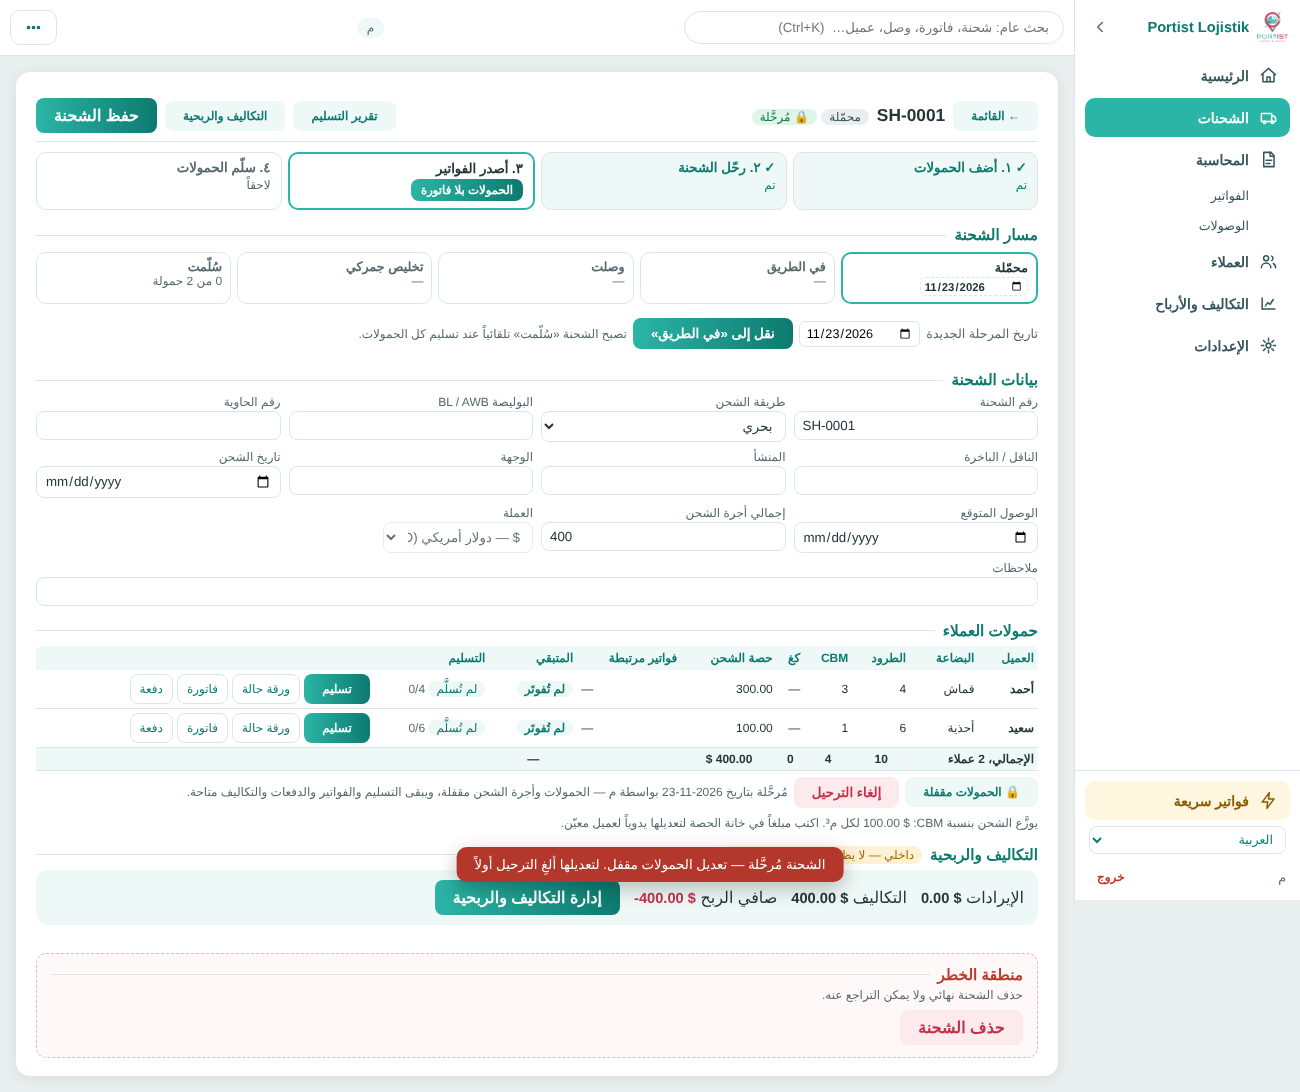 Portist Lojistik
PORTIST
الرئيسية
الشحنات
المحاسبة
الفواتير
الوصولات
العملاء
التكاليف والأرباح
الإعدادات
فواتير سريعة
العربية
م
خروج
بحث عام: شحنة، فاتورة، وصل، عميل… (Ctrl+K)
م
•••
← القائمة
SH-0001
محمّلة
🔒 مُرحَّلة
تقرير التسليم
التكاليف والربحية
حفظ الشحنة
✓ ١. أضف الحمولات
تم
✓ ٢. رحّل الشحنة
تم
٣. أصدر الفواتير
الحمولات بلا فاتورة
٤. سلّم الحمولات
لاحقاً
مسار الشحنة
محمّلة
11/23/2026
في الطريق
—
وصلت
—
تخليص جمركي
—
سُلّمت
0 من 2 حمولة
تاريخ المرحلة الجديدة
11/23/2026
نقل إلى «في الطريق»
تصبح الشحنة «سُلّمت» تلقائياً عند تسليم كل الحمولات.
بيانات الشحنة
رقم الشحنة
SH-0001
طريقة الشحن
بحري
البوليصة BL / AWB
رقم الحاوية
الناقل / الباخرة
المنشأ
الوجهة
تاريخ الشحن
mm/dd/yyyy
الوصول المتوقع
mm/dd/yyyy
إجمالي أجرة الشحن
400
العملة
$ — دولار أمريكي
ملاحظات
حمولات العملاء
العميل البضاعة الطرود CBM كغ حصة الشحن فواتير مرتبطة المتبقي التسليم
أحمد قماش 4 3 — 300.00 — لم تُفوتَر لم تُسلَّم 0/4 تسليم ورقة حالة فاتورة دفعة
سعيد أحذية 6 1 — 100.00 — لم تُفوتَر لم تُسلَّم 0/6 تسليم ورقة حالة فاتورة دفعة
الإجمالي، 2 عملاء 10 4 0 400.00 $ —
🔒 الحمولات مقفلة
إلغاء الترحيل
مُرحَّلة بتاريخ 2026-11-23 بواسطة م — الحمولات وأجرة الشحن مقفلة، ويبقى التسليم والفواتير والدفعات والتكاليف متاحة.
يوزَّع الشحن بنسبة CBM: $ 100.00 لكل م³. اكتب مبلغاً في خانة الحصة لتعديلها يدوياً لعميل معيّن.
التكاليف والربحية
داخلي — لا
الشحنة مُرحَّلة — تعديل الحمولات مقفل. لتعديلها ألغِ الترحيل أولاً
الإيرادات $ 0.00
التكاليف $ 400.00
صافي الربح $ 400.00-
إدارة التكاليف والربحية
منطقة الخطر
حذف الشحنة نهائي ولا يمكن التراجع عنه.
حذف الشحنة